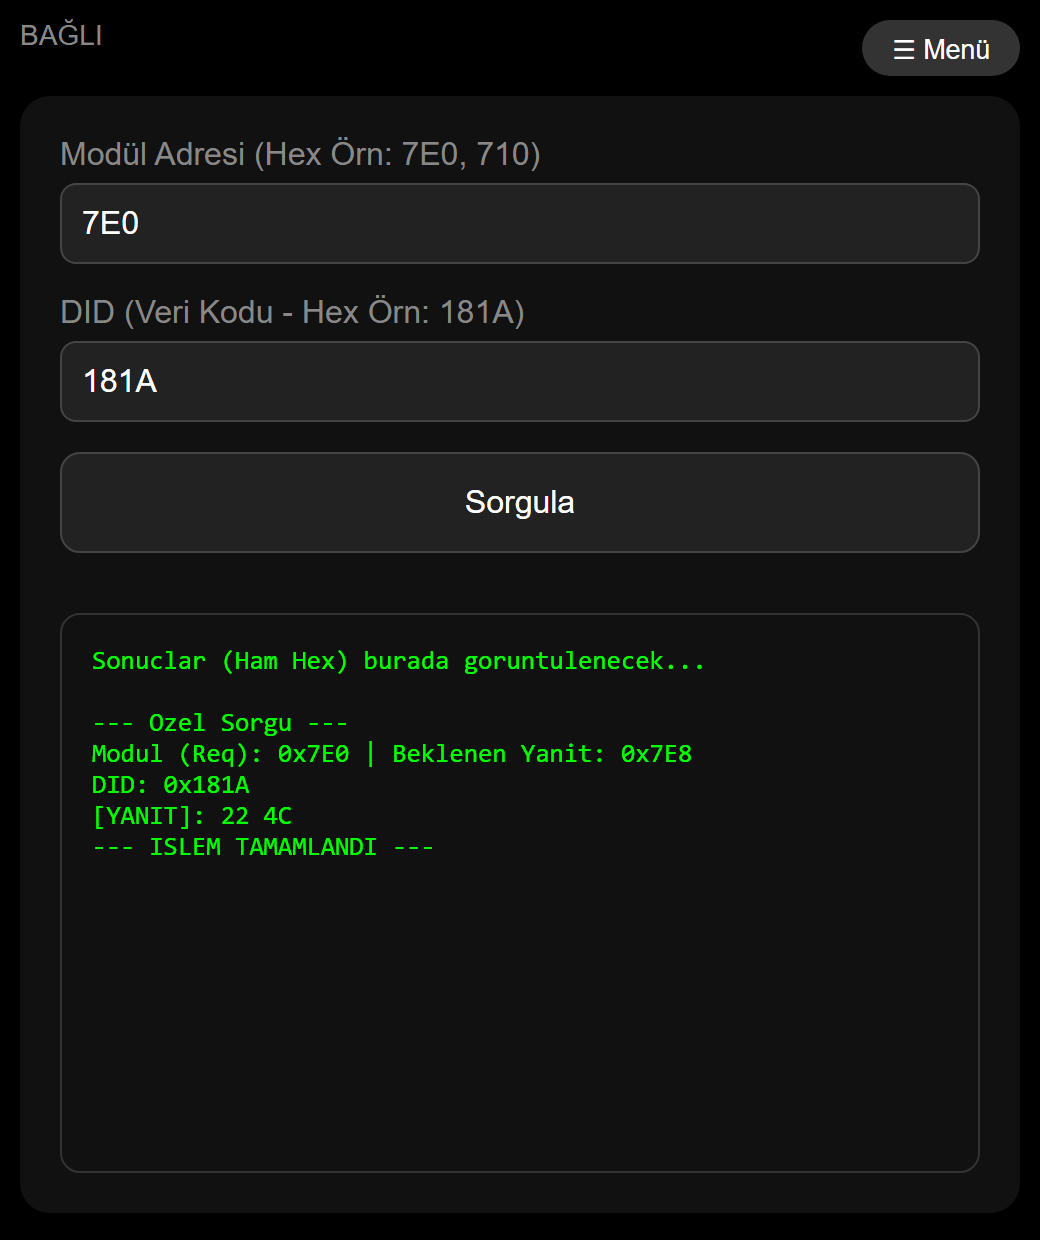 BAĞLI
☰ Menü
Modül Adresi (Hex Örn: 7E0, 710)
7E0
DID (Veri Kodu - Hex Örn: 181A)
181A
Sorgula
Sonuclar (Ham Hex) burada goruntulenecek...
--- Ozel Sorgu ---
Modul (Req): 0x7E0 | Beklenen Yanit: 0x7E8
DID: 0x181A
[YANIT]: 22 4C
--- ISLEM TAMAMLANDI ---